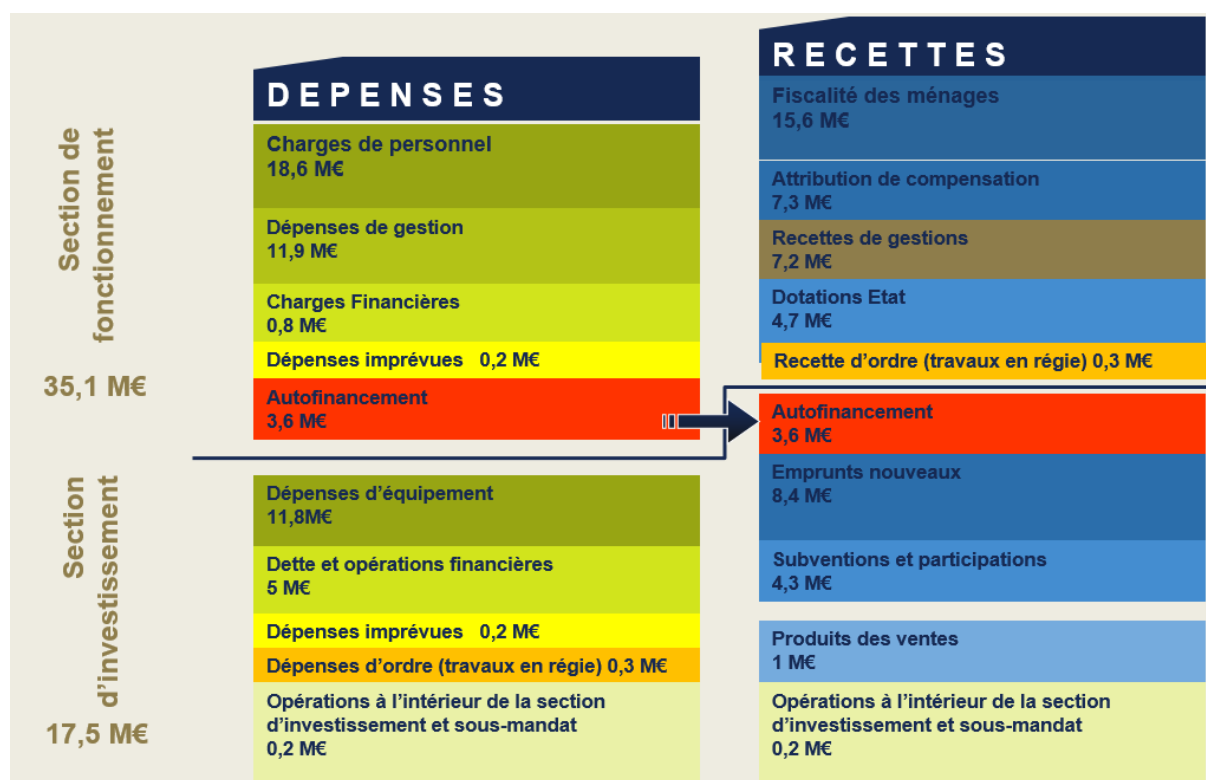 Section de
fonctionnement
35,1 M€
DEPENSES
Charges de personnel
18,6 M€
Dépenses de gestion
11,9 M€
Charges Financières
0,8 M€
Dépenses imprévues 0,2 M€
Autofinancement
3,6 M€
RECETTES
Fiscalité des ménages
15,6 M€
Attribution de compensation
7,3 M€
Recettes de gestions
7,2 M€
Dotations Etat
4,7 M€
Recette d'ordre (travaux en régie) 0,3 M€
Section
d'investissement
17,5 M€
Dépenses d'équipement
11,8M€
Dette et opérations financières
5 M€
Dépenses imprévues 0,2 M€
Dépenses d'ordre (travaux en régie) 0,3 M€
Opérations à l'intérieur de la section
d'investissement et sous-mandat
0,2 M€
Autofinancement
3,6 M€
Emprunts nouveaux
8,4 M€
Subventions et participations
4,3 M€
Produits des ventes
1 M€
Opérations à l'intérieur de la section
d'investissement et sous-mandat
0,2 M€